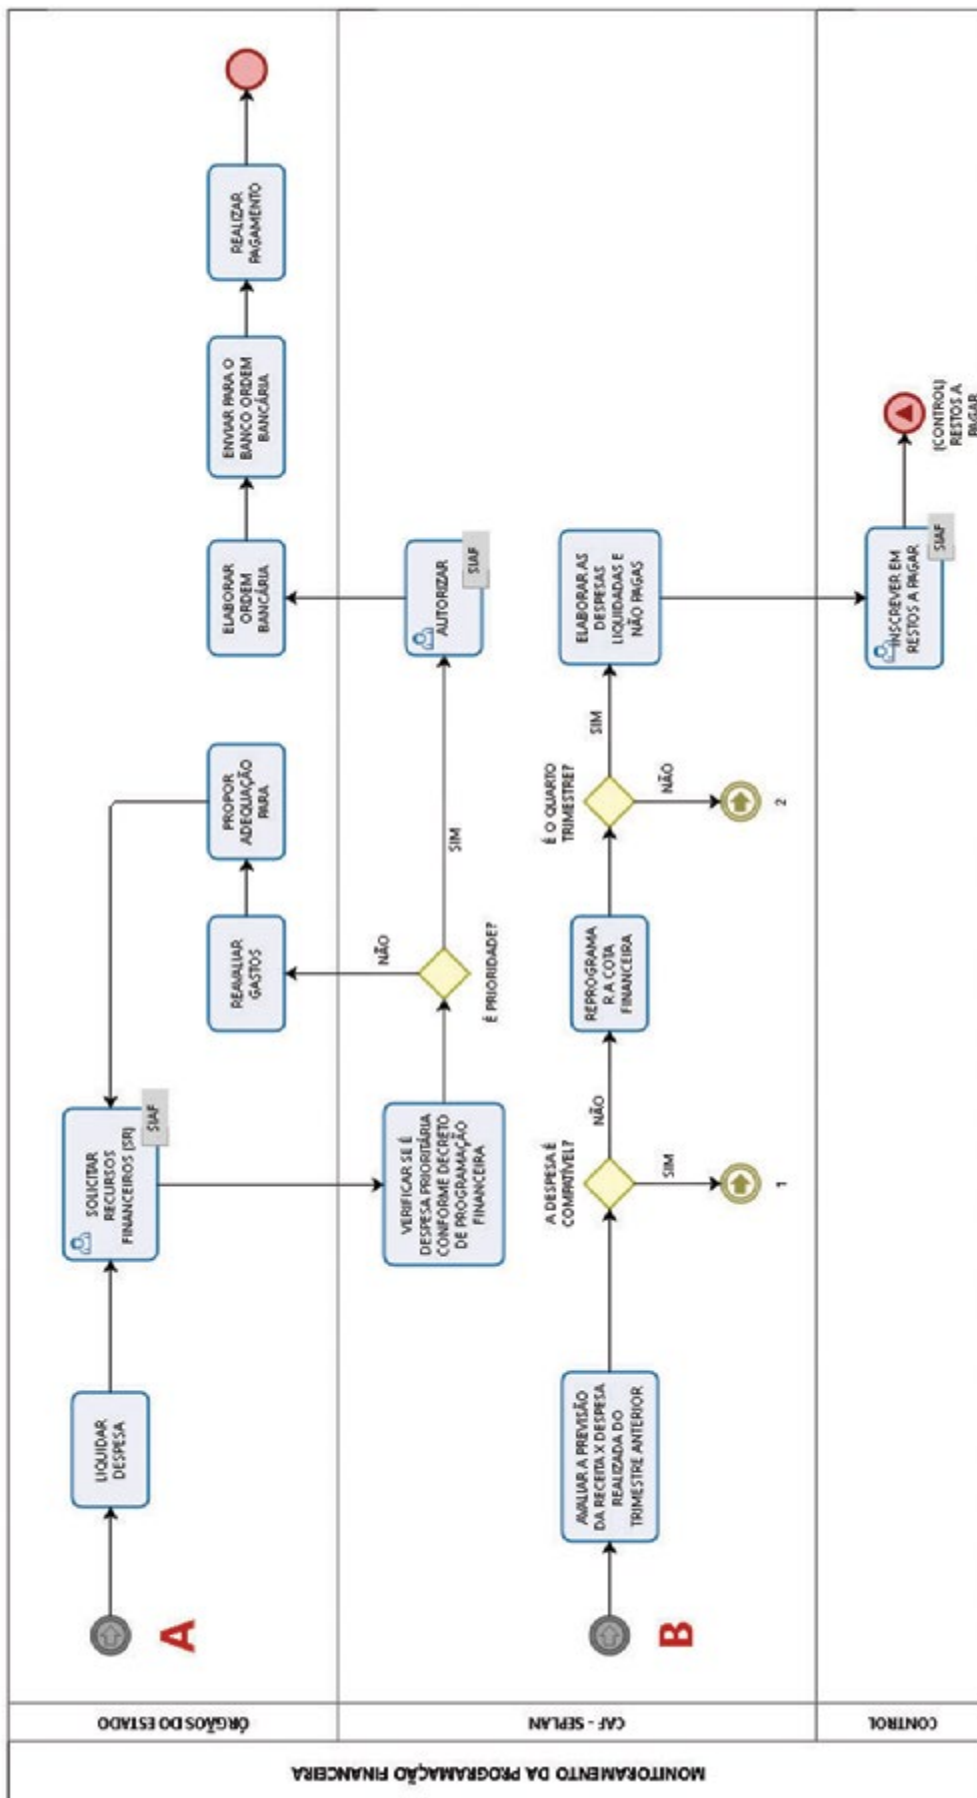 MONITORAMENTO DA PROGRAMAÇÃO FINANCEIRA
ÓRGÃOS DO ESTADO
A
LIQUIDAR
DESPESA
SOLICITAR
RECURSOS
FINANCEIROS (SR)
SIAF
REAVALIAR
GASTOS
PROPOR
ADEQUAÇÃO
PARA
ELABORAR
ORDEM
BANCÁRIA
ENVIAR PARA O
BANCO ORDEM
BANCÁRIA
REALIZAR
PAGAMENTO
CAF - SEPLAN
VERIFICAR SE É
DESPESA PRIORITÁRIA
CONFORME DECRETO
DE PROGRAMAÇÃO
FINANCEIRA
É PRIORIDADE?
NÃO
SIM
AUTORIZAR
SIAF
B
AVALIAR A PREVISÃO
DA RECEITA X DESPESA
REALIZADA DO
TRIMESTRE ANTERIOR
A DESPESA É
COMPATÍVEL?
SIM
1
NÃO
REPROGRAMA
R A COTA
FINANCEIRA
É O QUARTO
TRIMESTRE?
NÃO
2
SIM
ELABORAR AS
DESPESAS
LIQUIDADAS E
NÃO PAGAS
CONTROL
INSCREVER EM
RESTOS A PAGAR
SIAF
(CONTROL)
RESTOS A
PAGAR